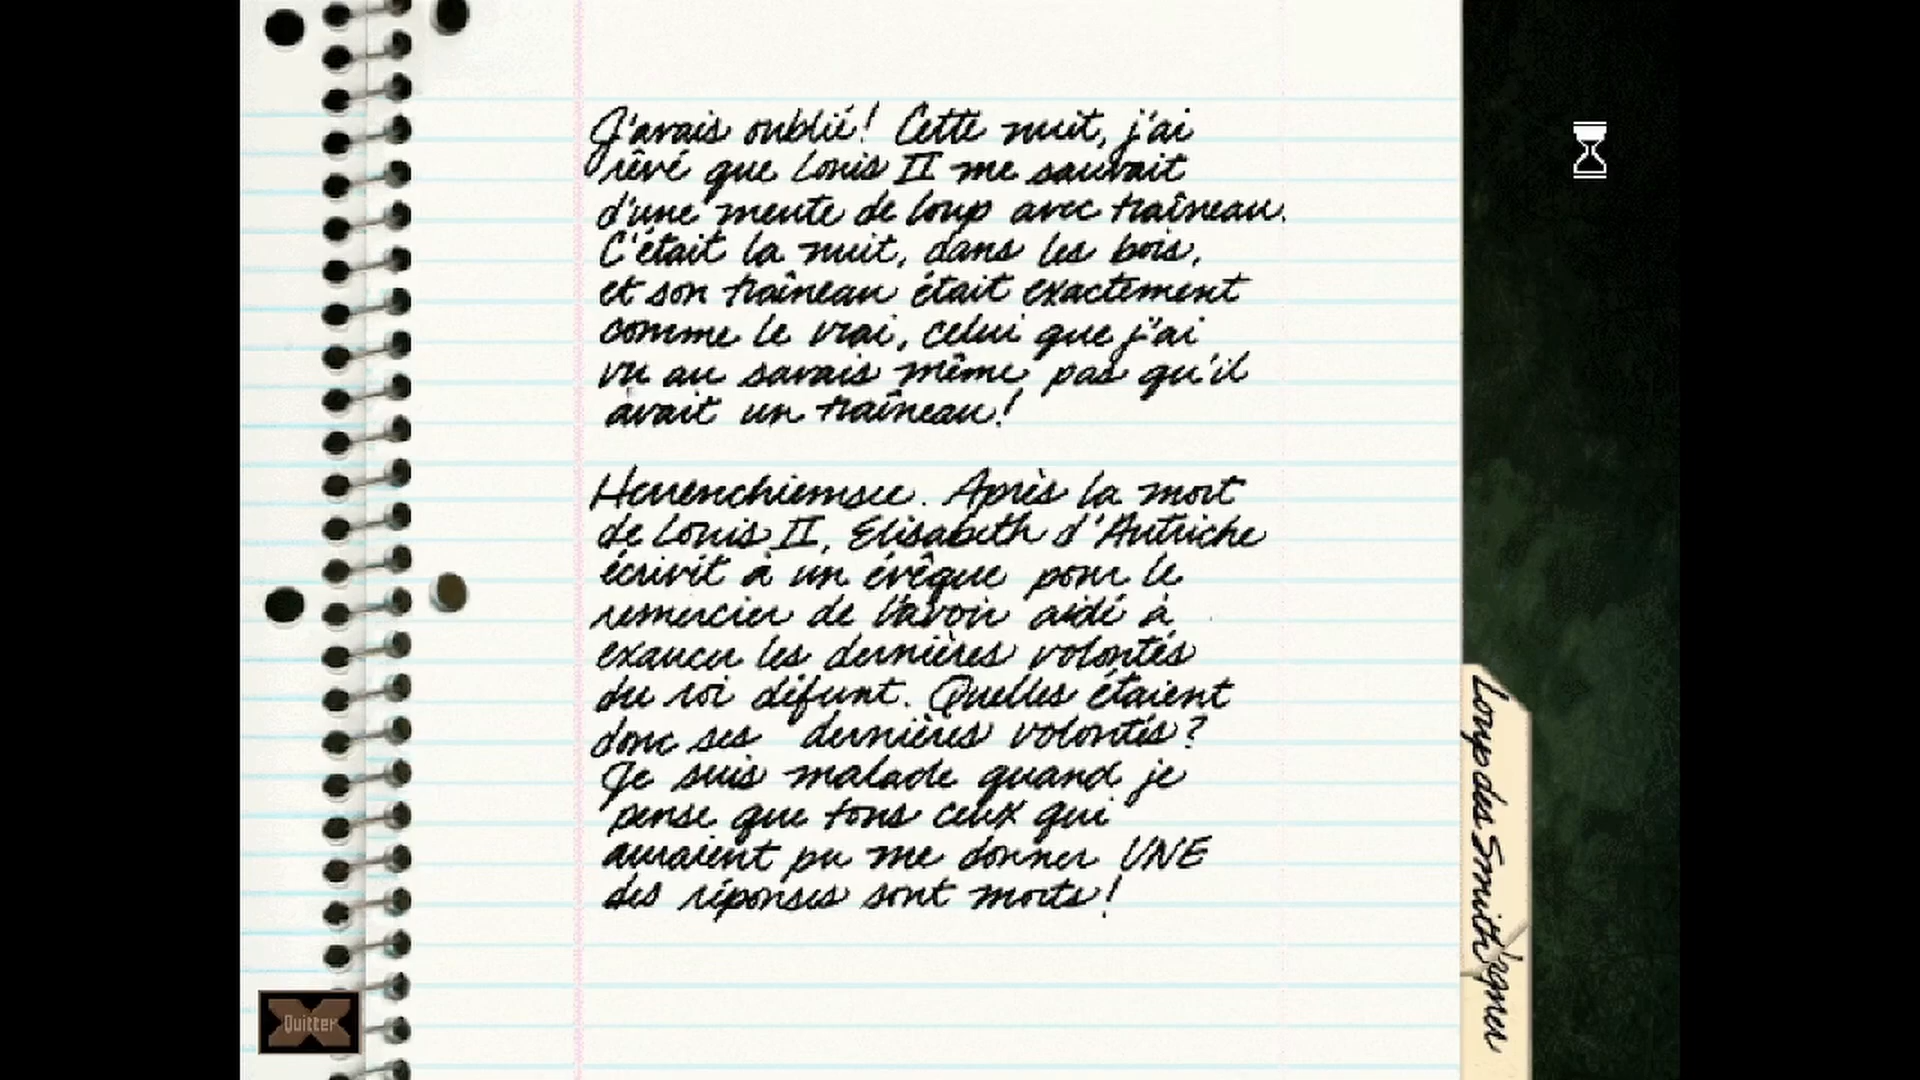 J'avais oublié! Cette nuit, j'ai
rêvé que Louis II me sauvait
d'une meute de loup avec traîneau.
C'était la nuit, dans les bois,
et son traîneau était exactement
comme le vrai, celui que j'ai
vu au savais même pas qu'il
avait un traîneau!
Herrenchiemsee. Après la mort
de Louis II, Elisabeth d'Autriche
écrivit à un évêque pour le
remercier de l'avoir aidé à
exaucer les dernières volontés
du roi défunt. Quelles étaient
donc ses dernières volontés?
Je suis malade quand je
pense que tous ceux qui
auraient pu me donner UNE
des réponses sont morts!
Loup des Smith
Quitter